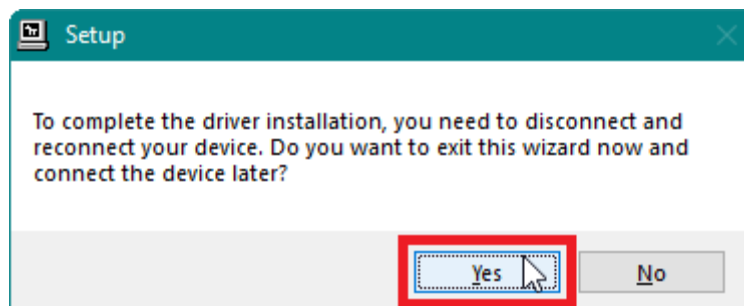 Setup
To complete the driver installation, you need to disconnect and
reconnect your device. Do you want to exit this wizard now and
connect the device later?
Yes
No